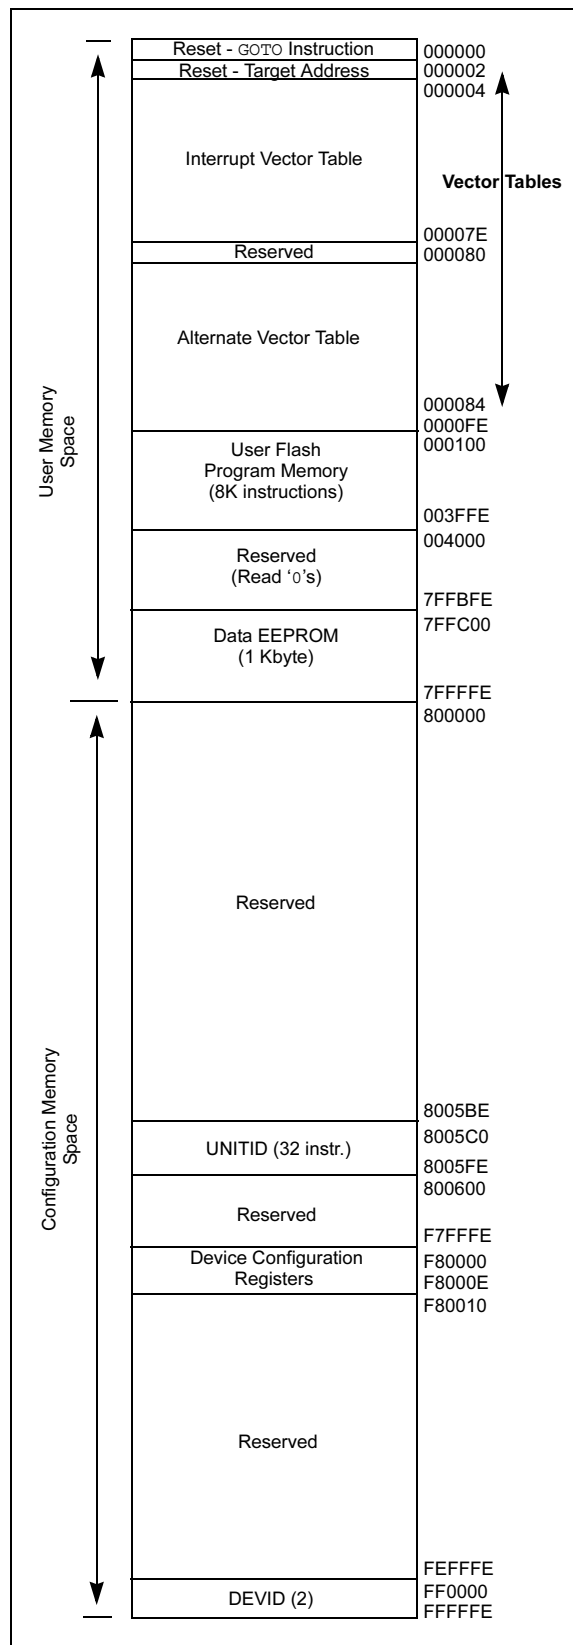 Reset - GOTO Instruction
000000
Reset - Target Address
000002
000004
Interrupt Vector Table
Vector Tables
00007E
Reserved
000080
Alternate Vector Table
000084
0000FE
User Flash
Program Memory
(8K instructions)
000100
003FFE
Reserved
(Read ‘0’s)
004000
7FFBFE
Data EEPROM
(1 Kbyte)
7FFC00
7FFFFE
User Memory
Space
800000
Reserved
8005BE
UNITID (32 instr.)
8005C0
8005FE
800600
Reserved
F7FFFE
Device Configuration
Registers
F80000
F8000E
F80010
Reserved
FEFFFE
DEVID (2)
FF0000
FFFFFE
Configuration Memory
Space